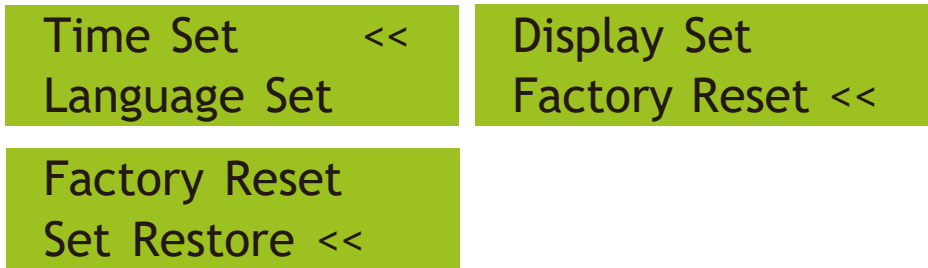 Time Set <<
Language Set
Display Set
Factory Reset <<
Factory Reset
Set Restore <<